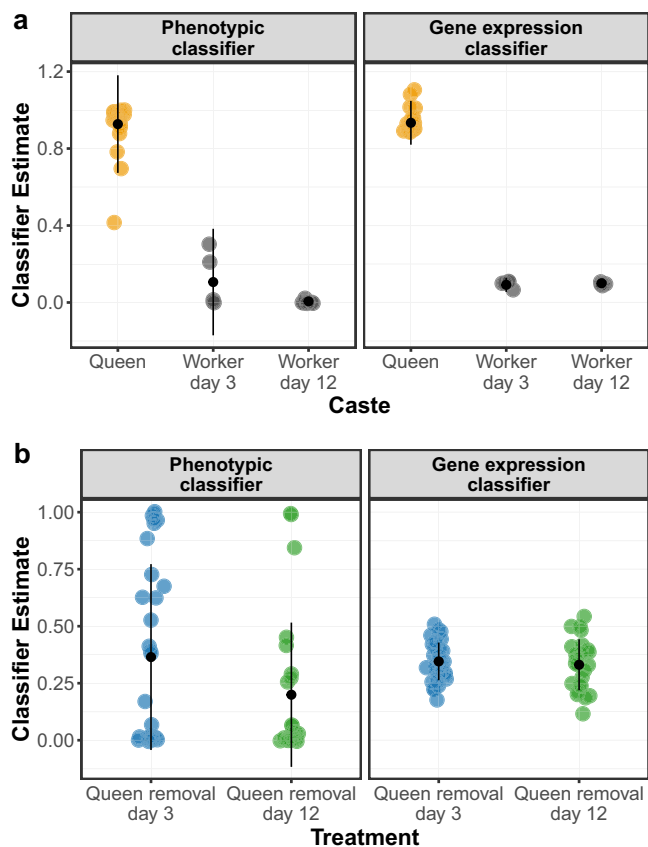 a
Phenotypic
classifier
Gene expression
classifier
Classifier Estimate
1.2
0.8
0.4
0.0
Queen
Worker
day 3
Worker
day 12
Queen
Worker
day 3
Worker
day 12
Caste
b
Phenotypic
classifier
Gene expression
classifier
Classifier Estimate
1.00
0.75
0.50
0.25
0.00
Queen removal
day 3
Queen removal
day 12
Queen removal
day 3
Queen removal
day 12
Treatment